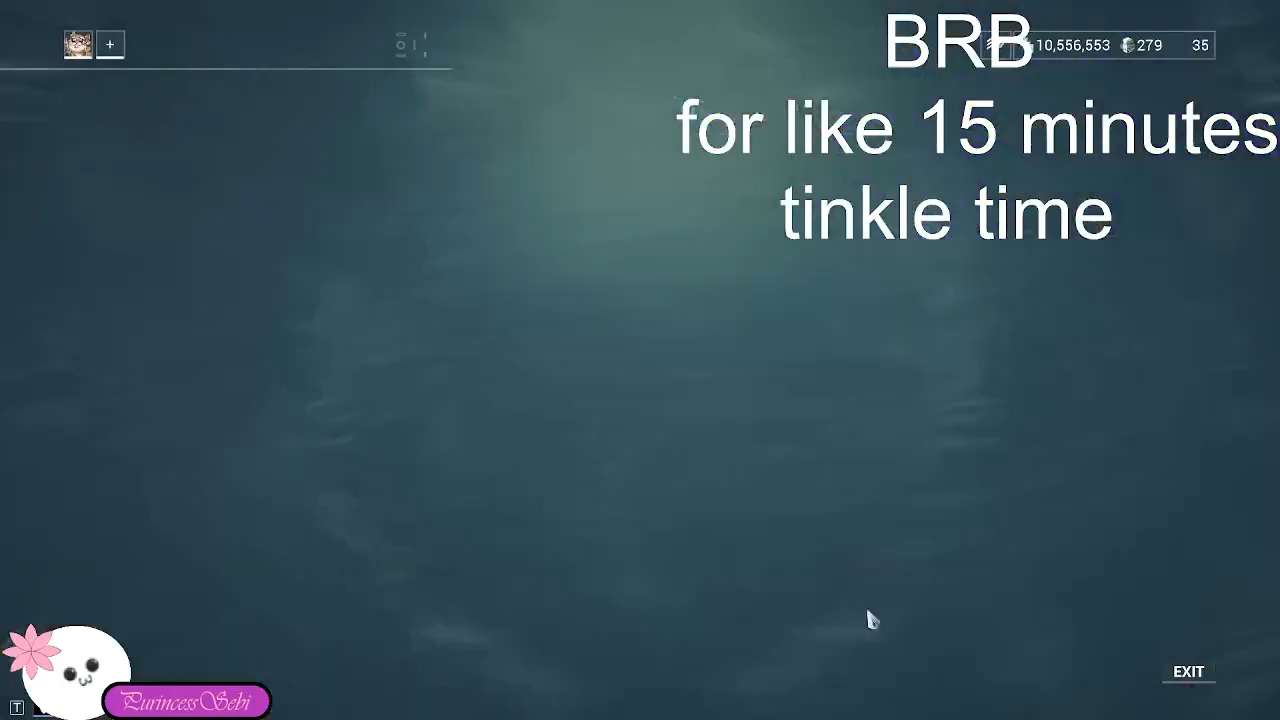 BRB
+
10,556,553 279 35
for like 15 minutes
tinkle time
EXIT
PurincessSebi
T